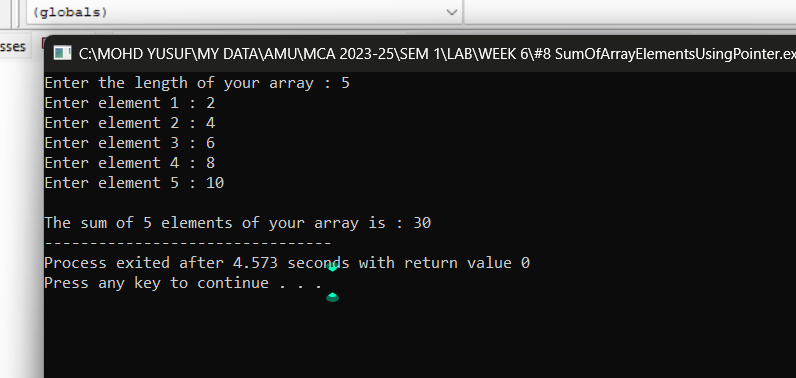 (globals)
sses
C:\MOHD YUSUF\MY DATA\AMU\MCA 2023-25\SEM 1\LAB\WEEK 6\#8 SumOfArrayElementsUsingPointer.ex
Enter the length of your array : 5
Enter element 1 : 2
Enter element 2 : 4
Enter element 3 : 6
Enter element 4 : 8
Enter element 5 : 10
The sum of 5 elements of your array is : 30
--------------------------------
Process exited after 4.573 seconds with return value 0
Press any key to continue . . .